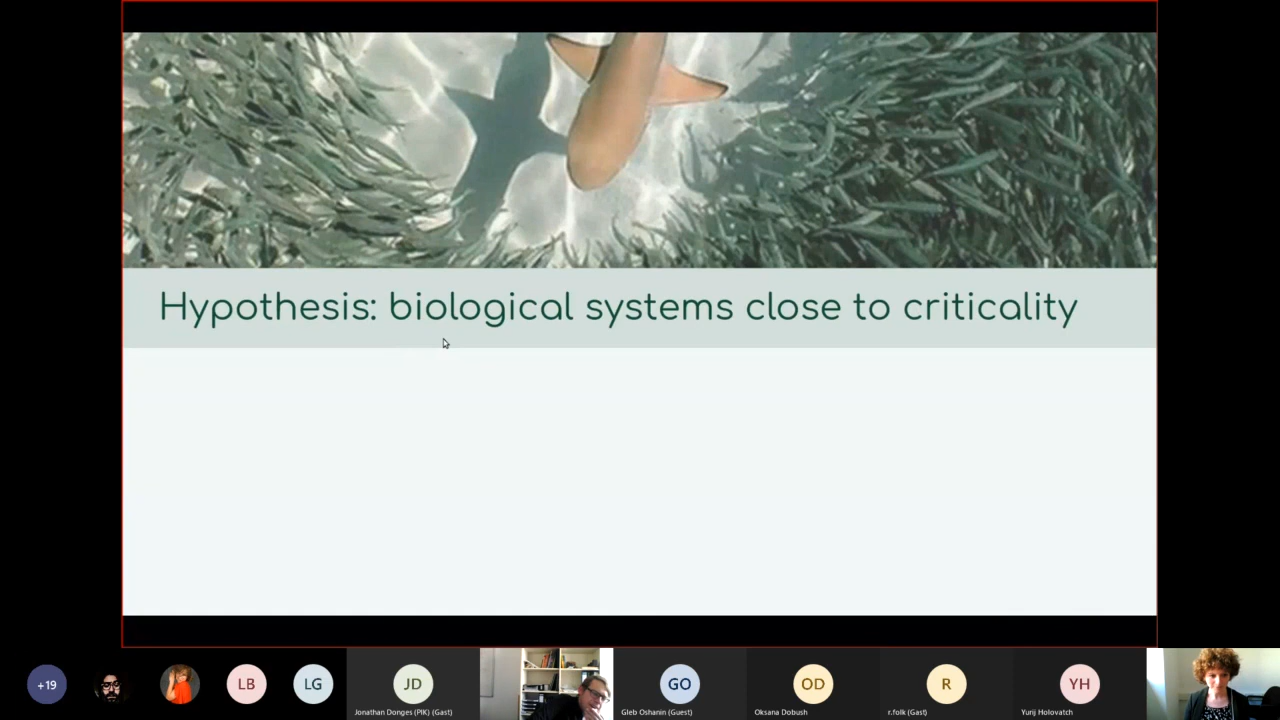 Hypothesis: biological systems close to criticality
+19
LB
LG
JD
Jonathan Donges (PIK) (Gast)
GO
Gleb Oshanin (Guest)
OD
Oksana Dobush
R
r.folk (Gast)
YH
Yurij Holovatch